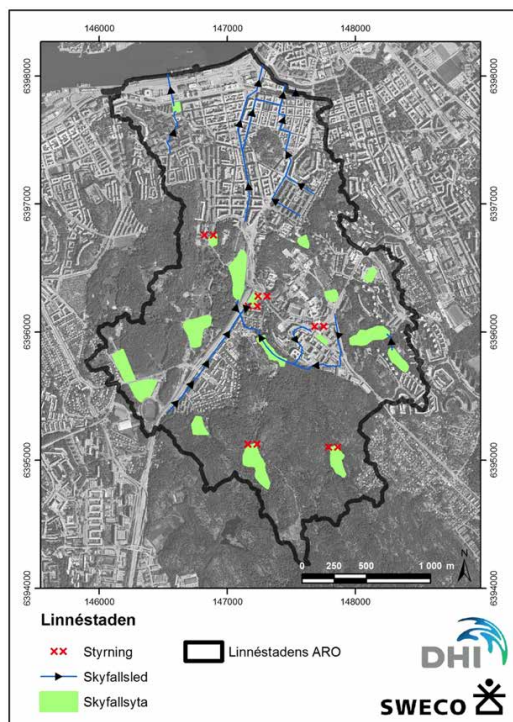 146000 147000 148000
6398000 6398000
6397000 6397000
6396000 6396000
6395000 6395000
6394000 6394000
N
0 250 500 1 000 m
146000 147000 148000
Linnéstaden
Styrning Linnéstadens ARO
Skyfallsled
Skyfallsyta
DHI
SWECO